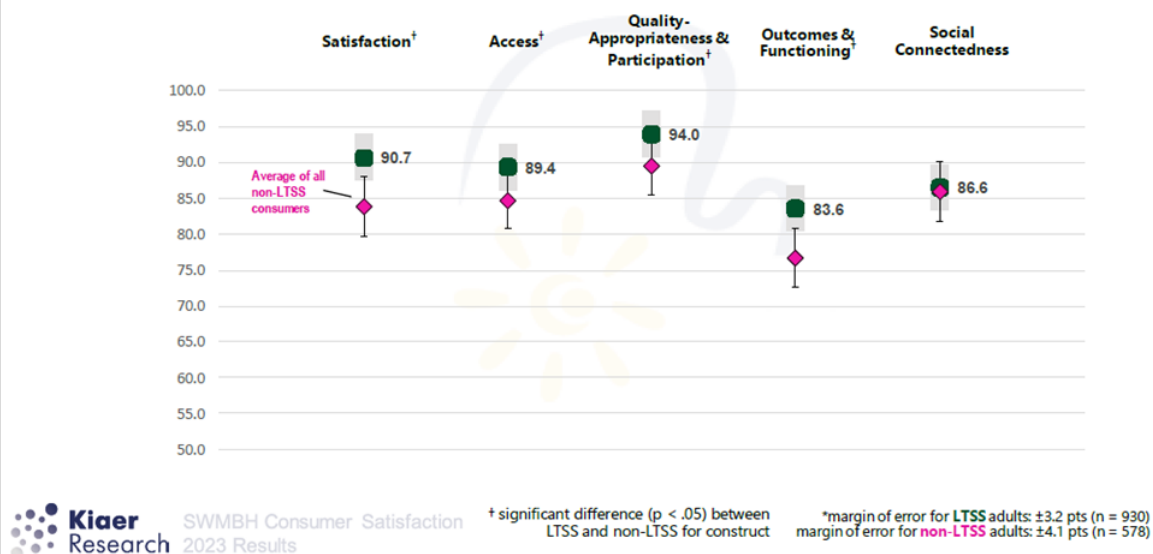 Satisfaction†
Access†
Quality-
Appropriateness &
Participation†
Outcomes &
Functioning†
Social
Connectedness
100.0
95.0
90.0
85.0
80.0
75.0
70.0
65.0
60.0
55.0
50.0
Average of all
non-LTSS
consumers
90.7
89.4
94.0
83.6
86.6
Kiaer
Research
SWMBH Consumer Satisfaction
2023 Results
† significant difference (p < .05) between
LTSS and non-LTSS for construct
*margin of error for LTSS adults: ±3.2 pts (n = 930)
margin of error for non-LTSS adults: ±4.1 pts (n = 578)